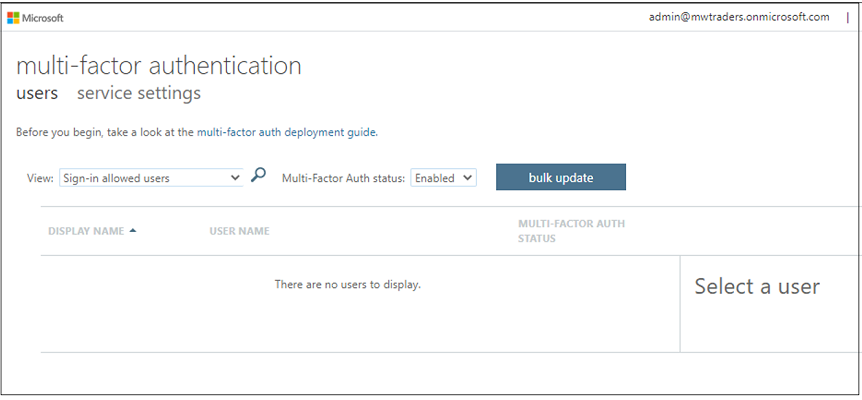 Microsoft
admin@mwtraders.onmicrosoft.com |
multi-factor authentication
users service settings
Before you begin, take a look at the multi-factor auth deployment guide.
View: Sign-in allowed users Multi-Factor Auth status: Enabled bulk update
DISPLAY NAME USER NAME MULTI-FACTOR AUTH
STATUS
There are no users to display.
Select a user